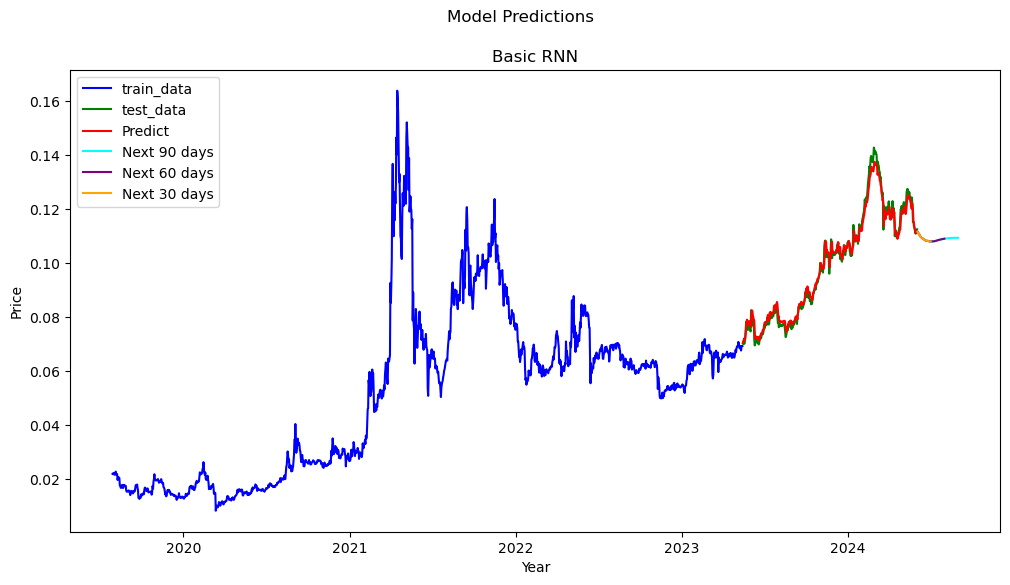 Model Predictions
Basic RNN
train_data
test_data
Predict
Next 90 days
Next 60 days
Next 30 days
0.16
0.14
0.12
0.10
0.08
0.06
0.04
0.02
Price
2020
2021
2022
2023
2024
Year